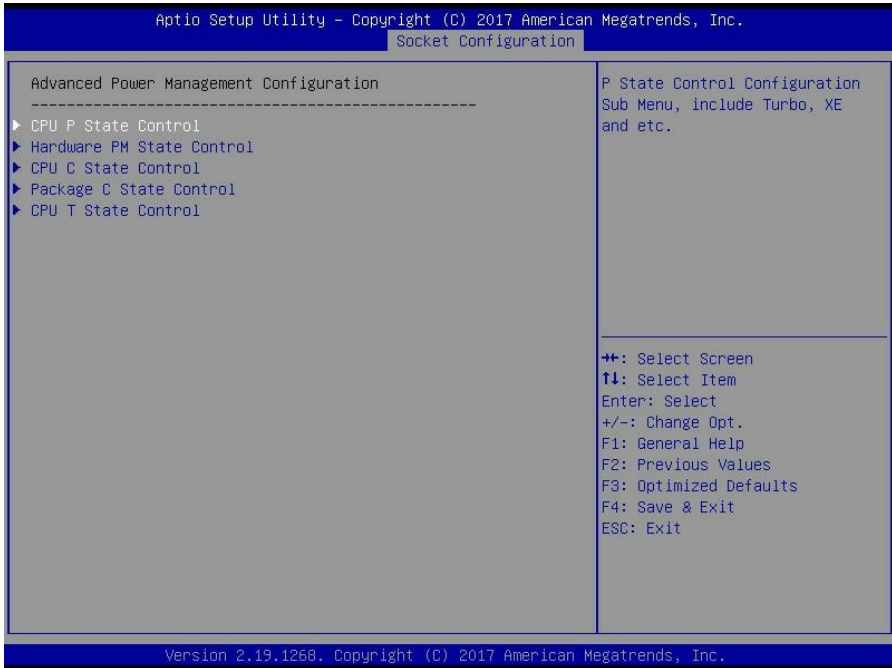 Aptio Setup Utility – Copyright (C) 2017 American Megatrends, Inc.
Socket Configuration
Advanced Power Management Configuration
--------------------------------------------------
▶ CPU P State Control
▶ Hardware PM State Control
▶ CPU C State Control
▶ Package C State Control
▶ CPU T State Control
P State Control Configuration
Sub Menu, include Turbo, XE
and etc.
→←: Select Screen
↑↓: Select Item
Enter: Select
+/-: Change Opt.
F1: General Help
F2: Previous Values
F3: Optimized Defaults
F4: Save & Exit
ESC: Exit
Version 2.19.1268. Copyright (C) 2017 American Megatrends, Inc.